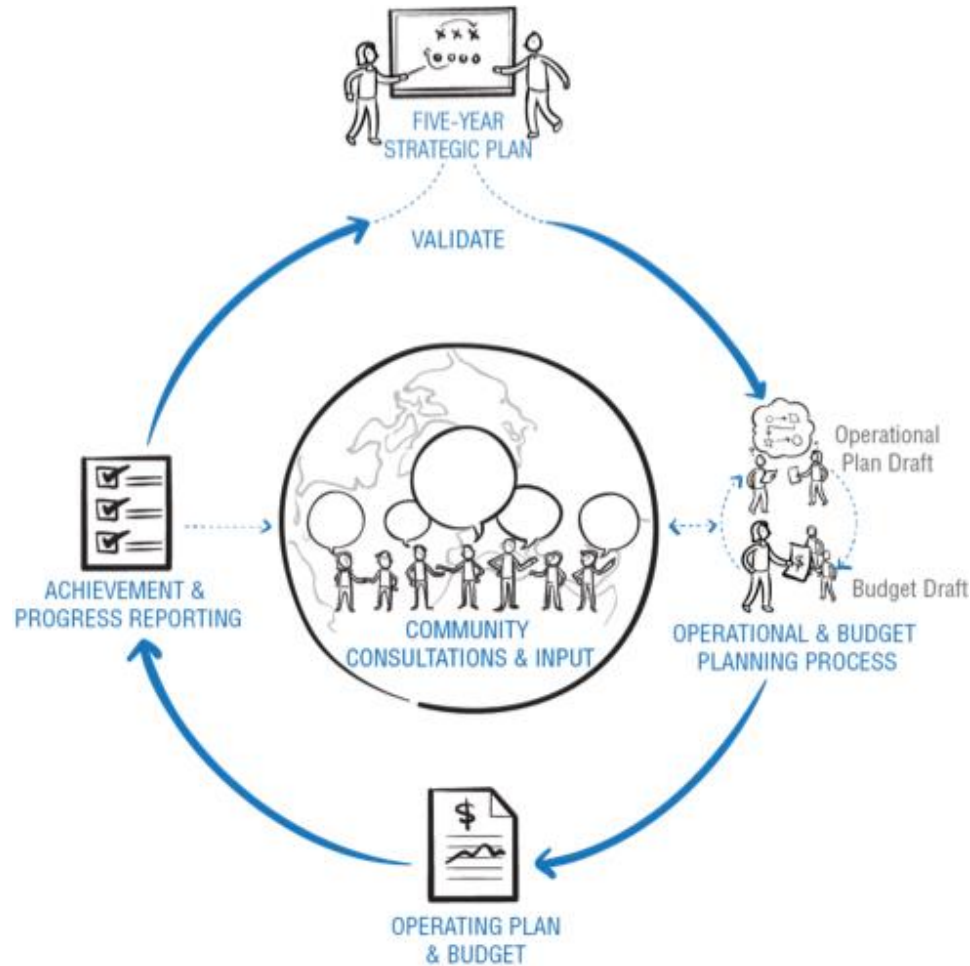 FIVE-YEAR
STRATEGIC PLAN
VALIDATE
Operational
Plan Draft
Budget Draft
OPERATIONAL & BUDGET
PLANNING PROCESS
COMMUNITY
CONSULTATIONS & INPUT
ACHIEVEMENT &
PROGRESS REPORTING
$
OPERATING PLAN
& BUDGET